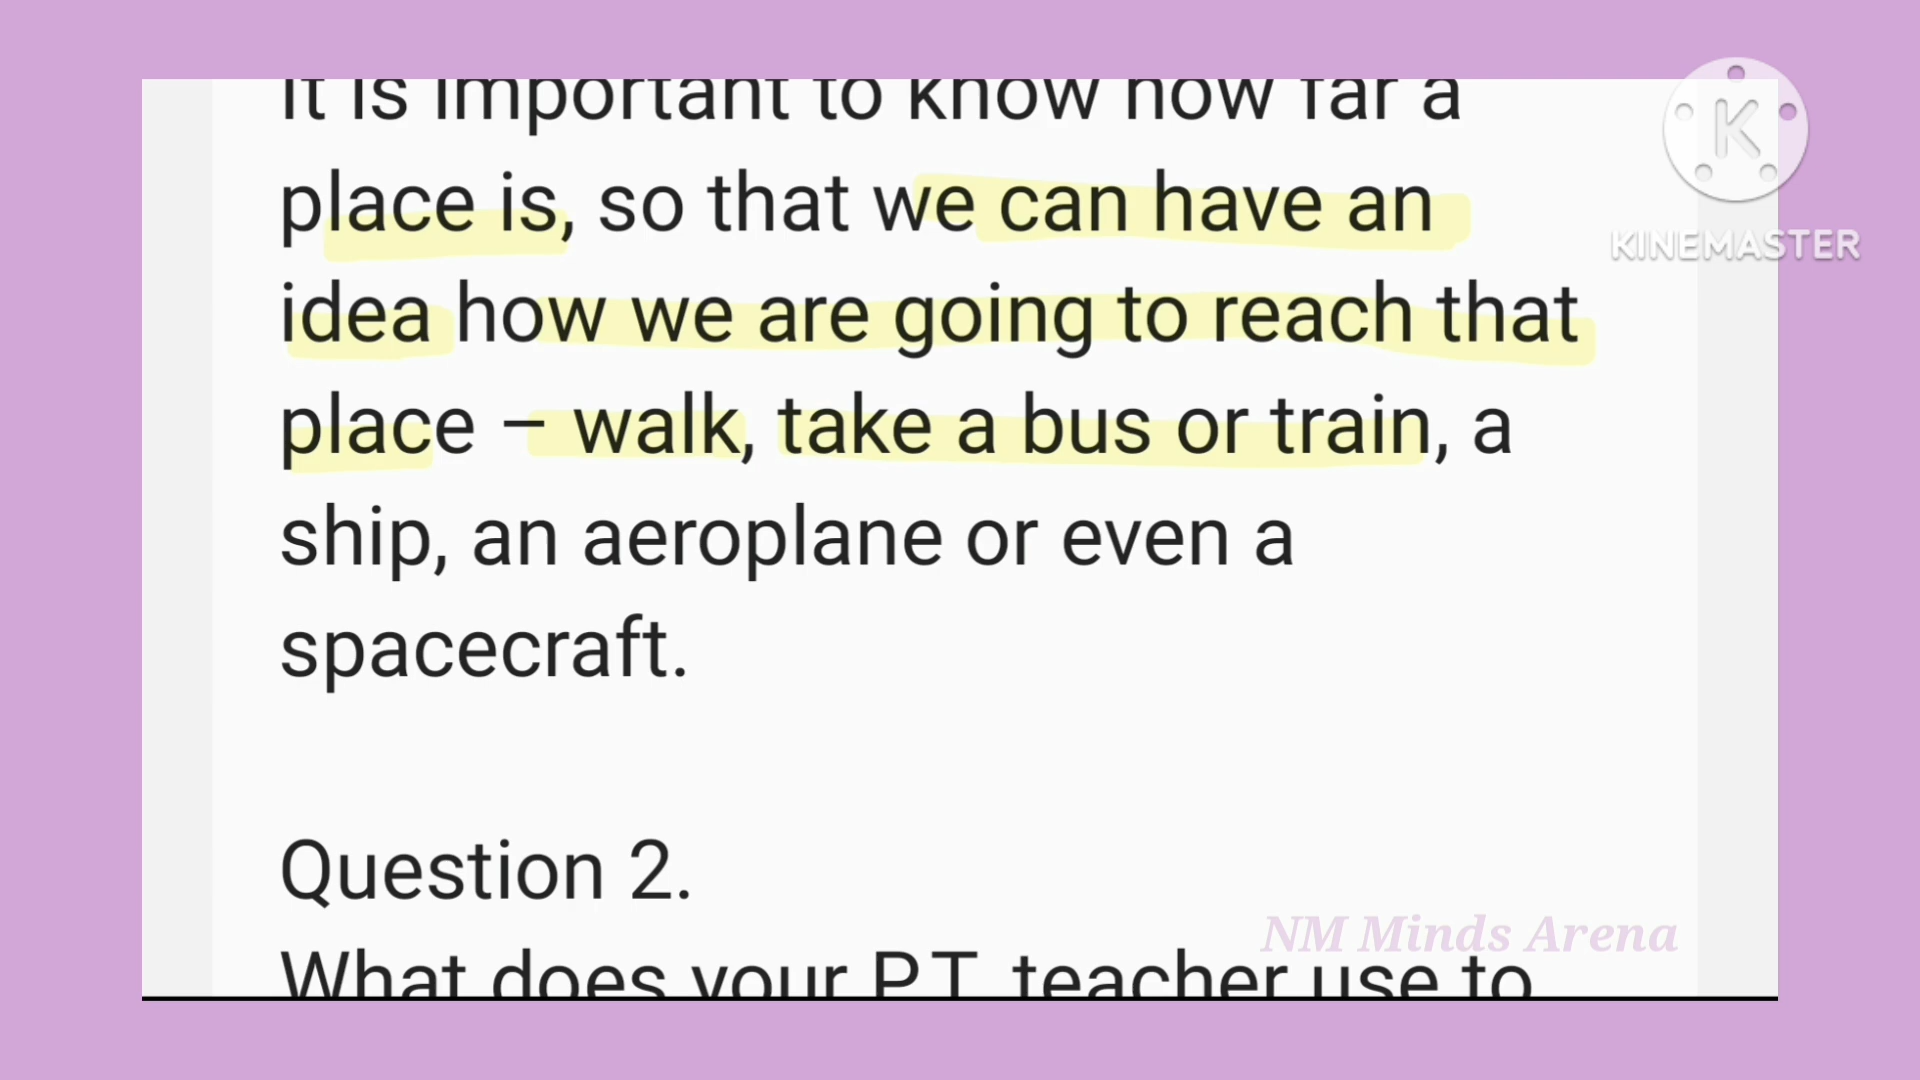 It is important to know how far a
place is, so that we can have an
idea how we are going to reach that
place – walk, take a bus or train, a
ship, an aeroplane or even a
spacecraft.
Question 2.
What does your P.T. teacher use to
K
KINEMASTER
NM Minds Arena